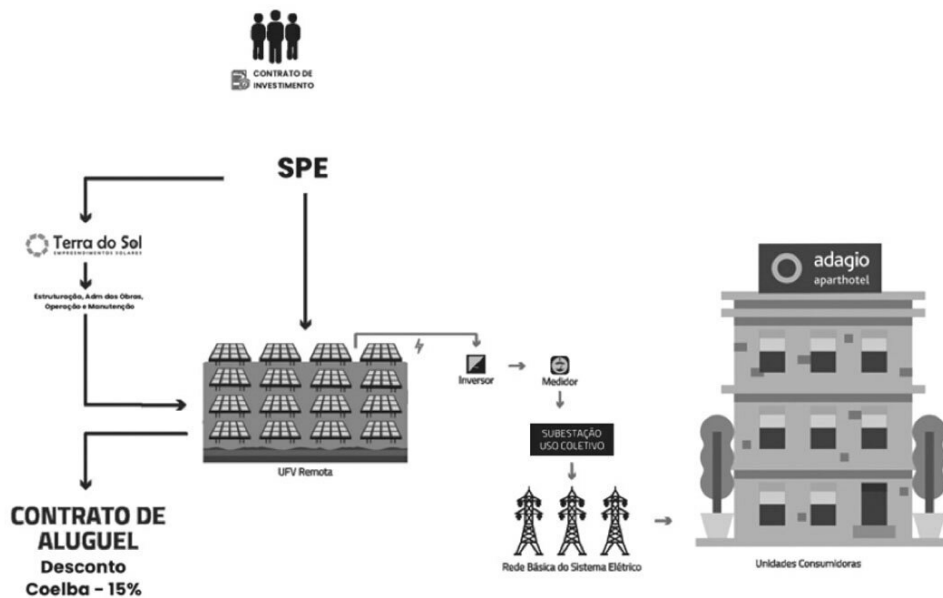 CONTRATO DE
INVESTIMENTO
SPE
Terra do Sol
EMPREENDIMENTOS SOLARES
Estruturação, Adm das Obras,
Operação e Manutenção
adagio
aparthotel
Inversor
Medidor
SUBESTAÇÃO
USO COLETIVO
UFV Remota
CONTRATO DE
ALUGUEL
Desconto
Coelba - 15%
Rede Básica do Sistema Elétrico
Unidades Consumidoras